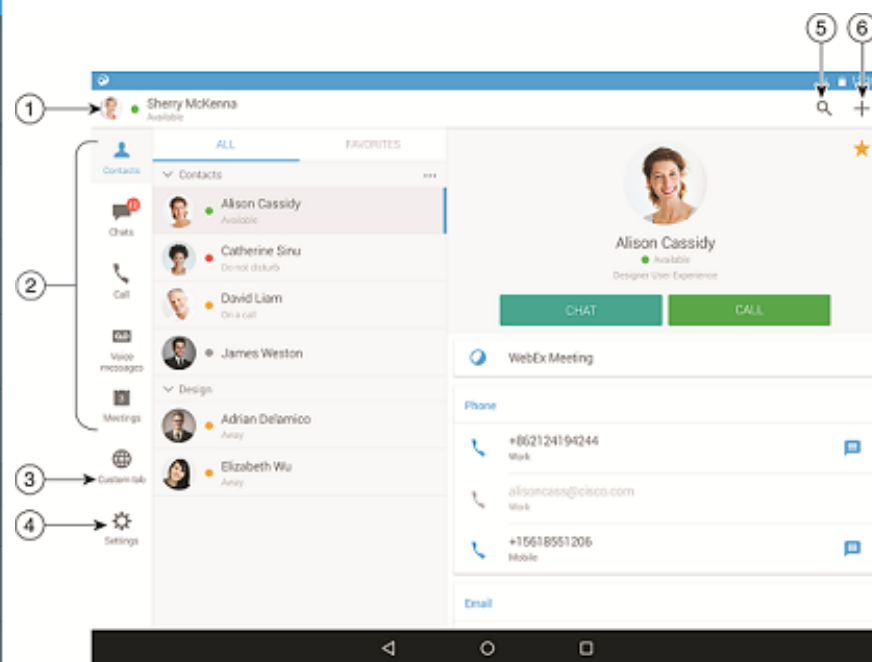 5 6
1
Sherry McKenna
Available
2
Contacts
Chats
Call
Voice
messages
Meetings
3
Custom tab
4
Settings
ALL FAVORITES
Contacts
Alison Cassidy
Available
Catherine Sinu
Do not disturb
David Liam
On a call
James Weston
Design
Adrian Delamico
Away
Elizabeth Wu
Away
Alison Cassidy
Available
Designer User Experience
CHAT CALL
WebEx Meeting
Phone
+862124194244
Work
alisoncass@cisco.com
Work
+15618551206
Mobile
Email